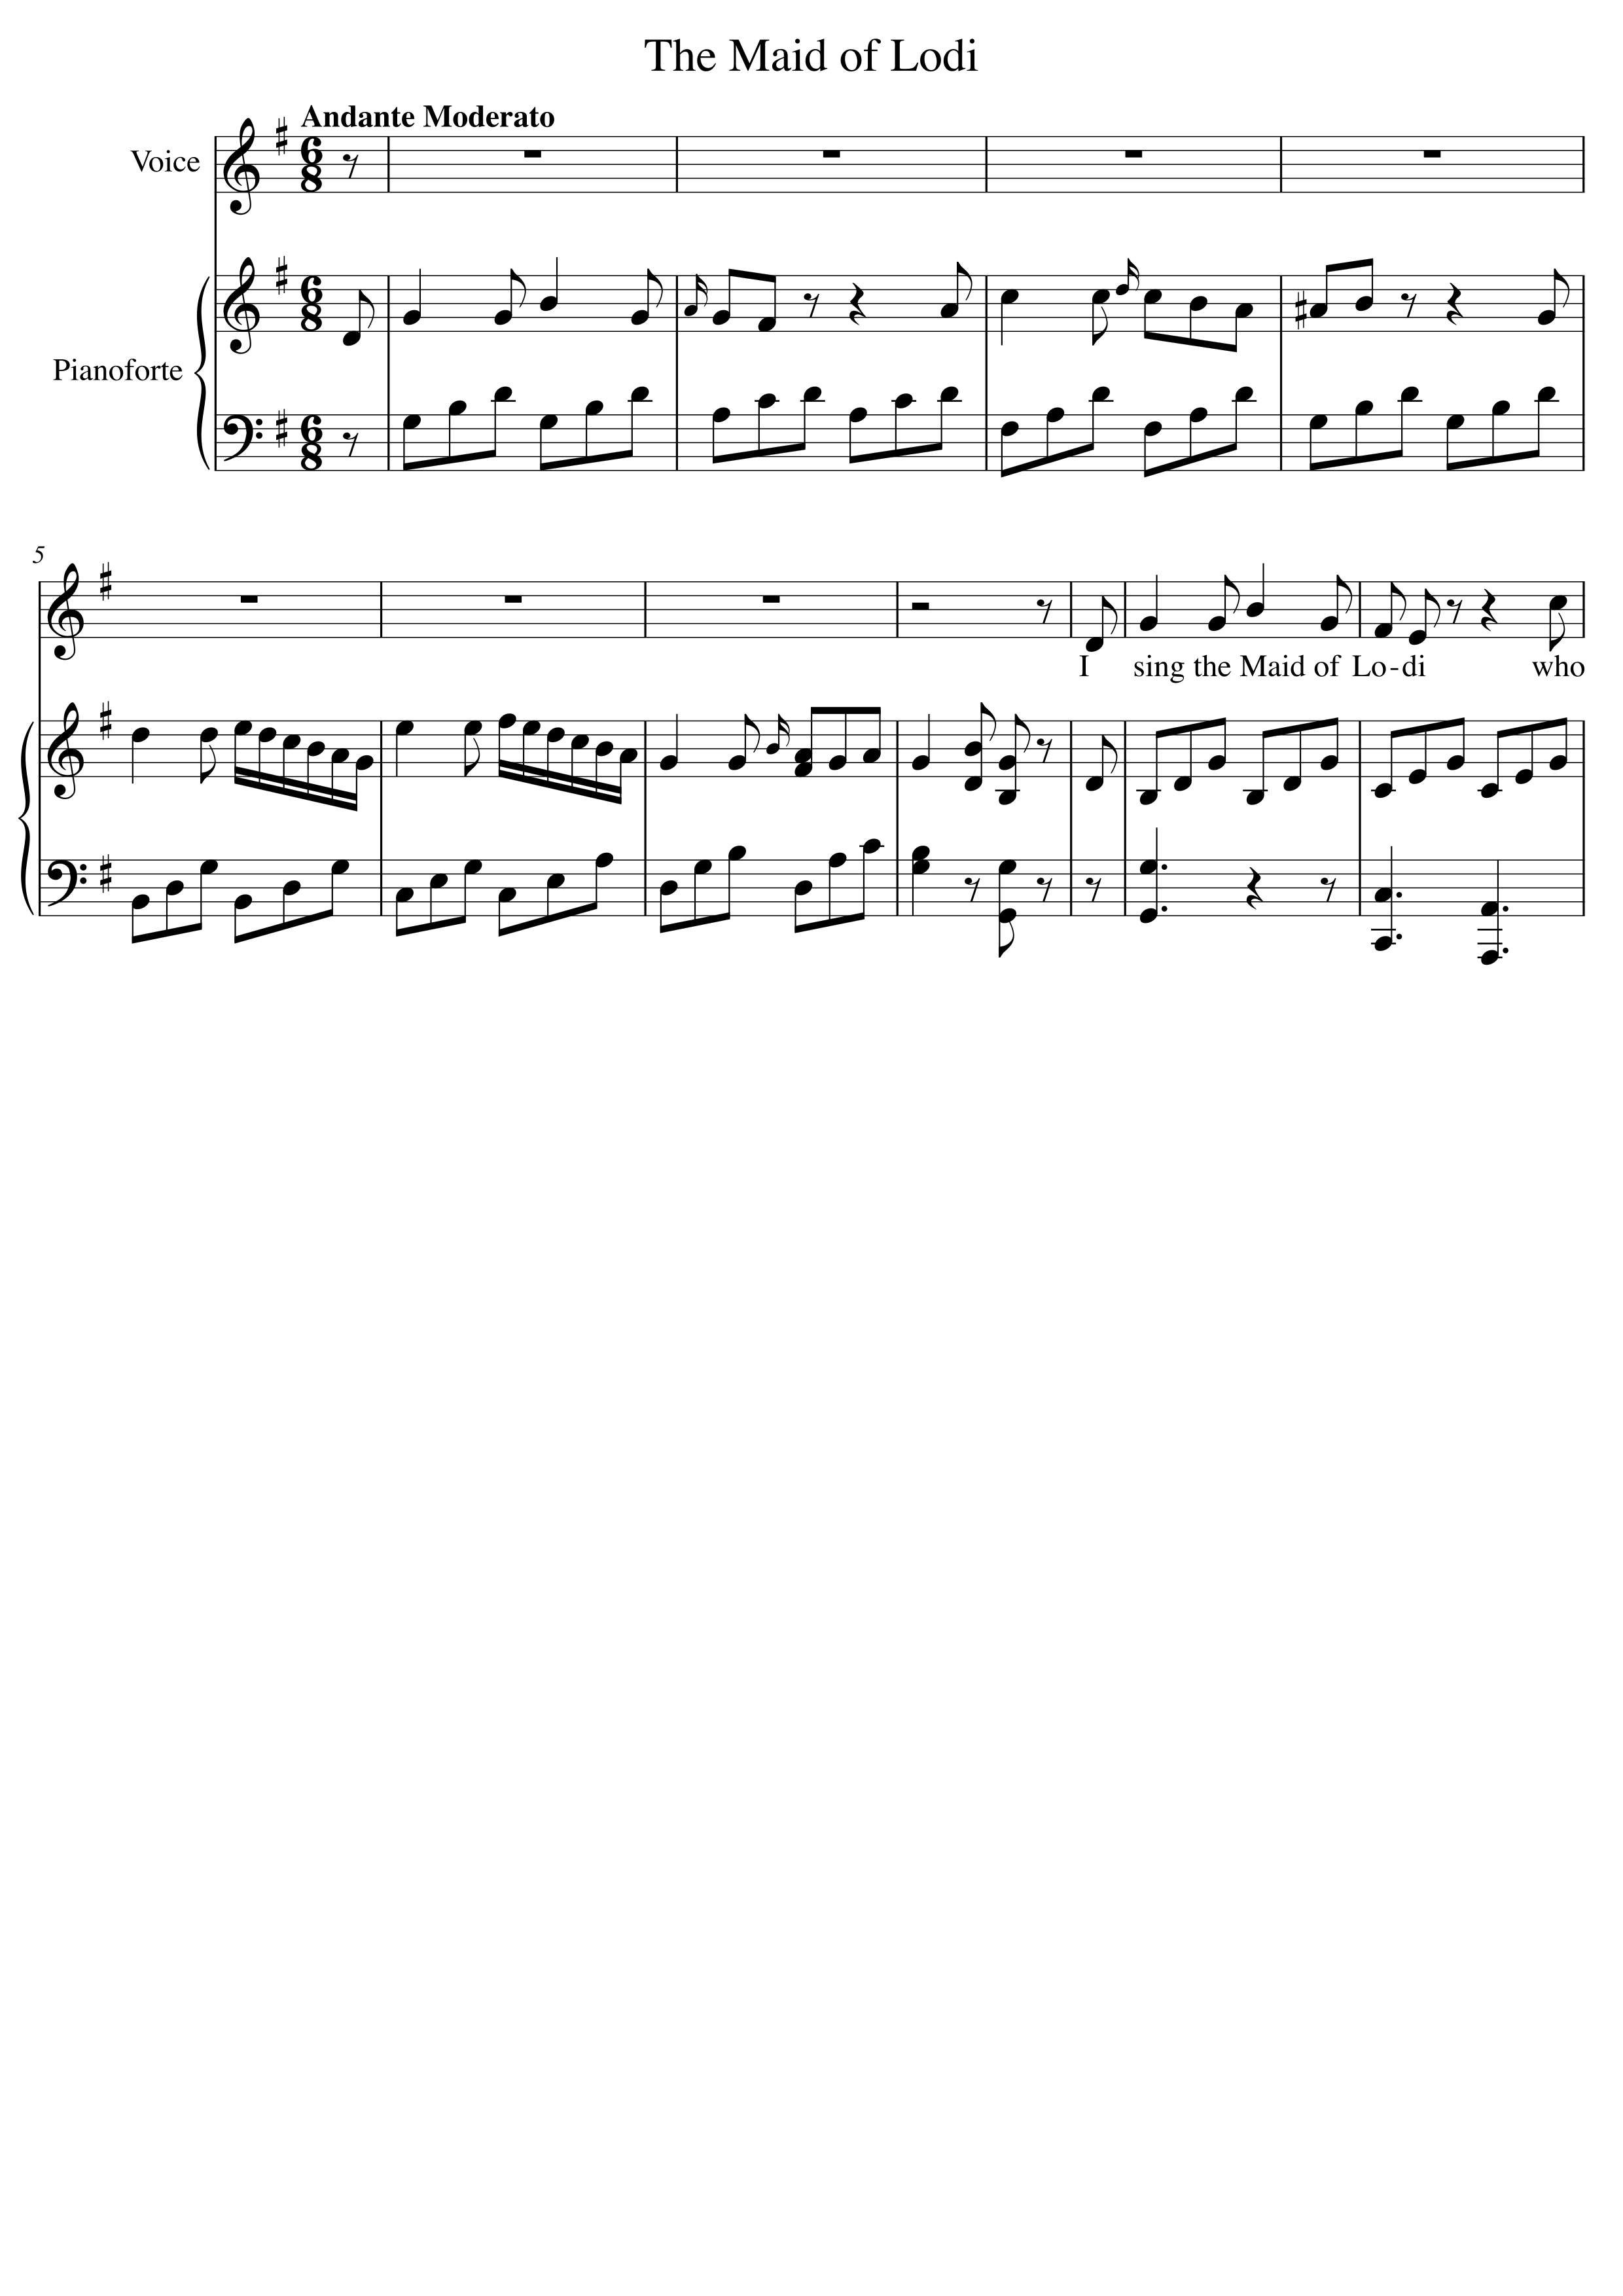 The Maid of Lodi
Andante Moderato
Voice
Pianoforte
5
I sing the Maid of Lo-di who